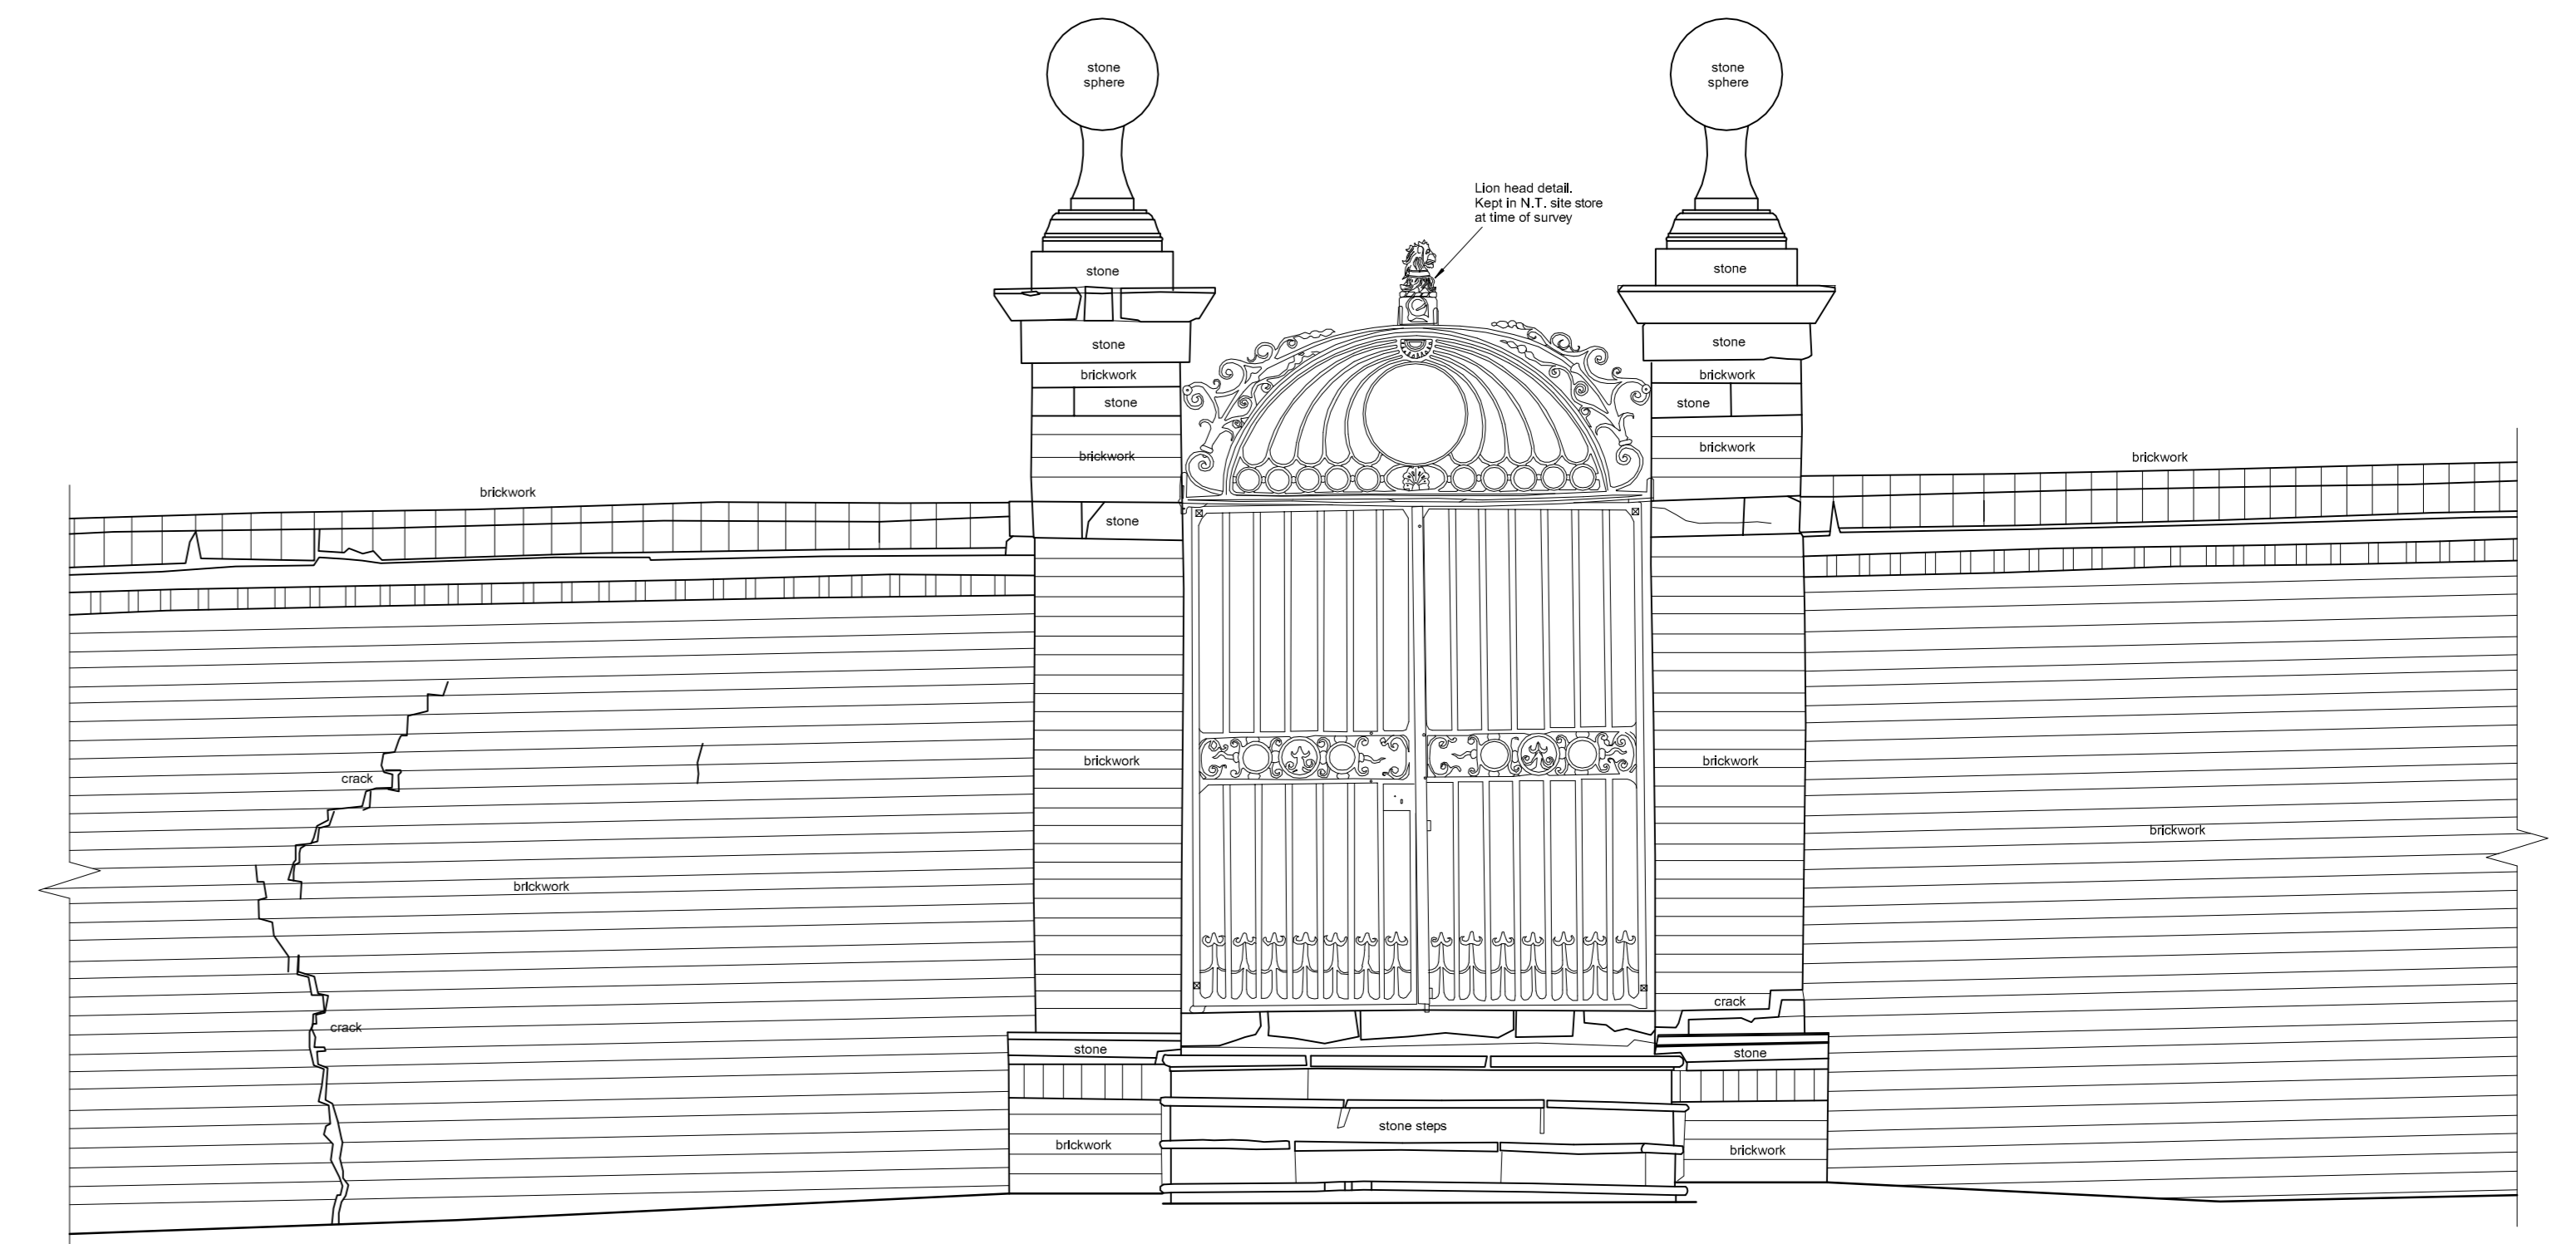 stone
sphere
stone
sphere
Lion head detail.
Kept in N.T. site store
at time of survey
stone
stone
stone
stone
brickwork
brickwork
stone
stone
brickwork
brickwork
brickwork
brickwork
stone
brickwork
brickwork
crack
brickwork
brickwork
crack
crack
stone
stone
stone steps
brickwork
brickwork